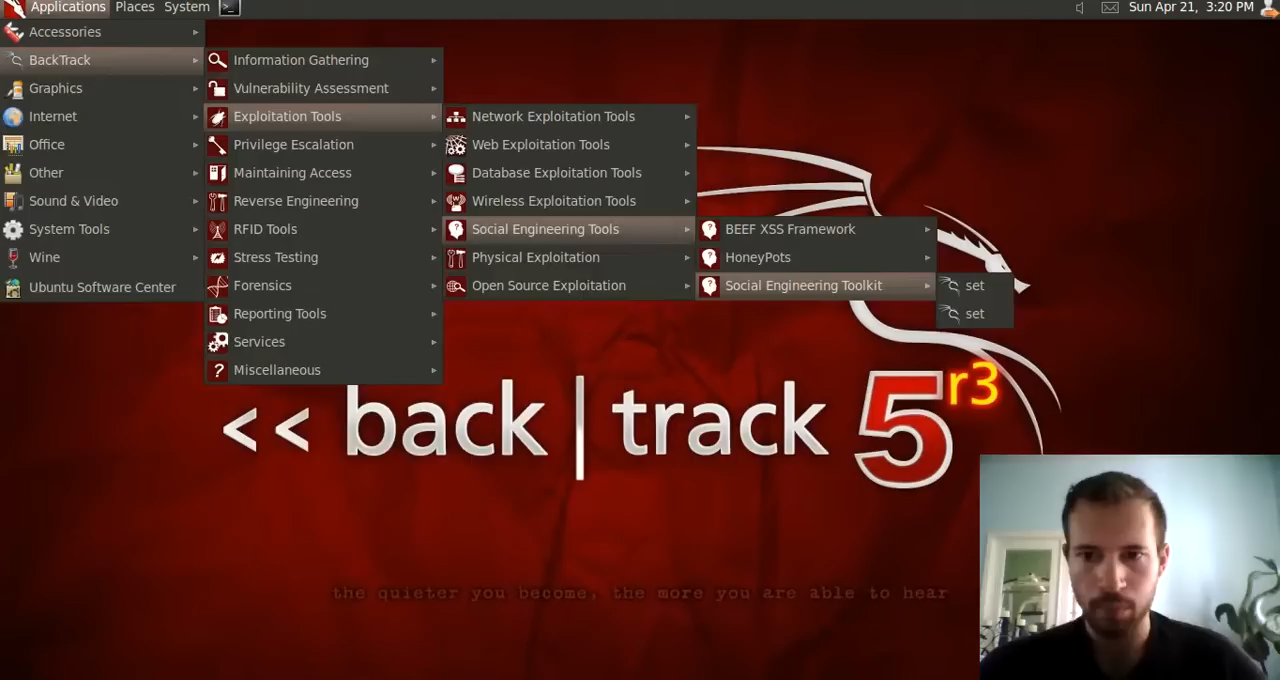 Applications Places System Sun Apr 21, 3:20 PM
Accessories
BackTrack
Graphics
Internet
Office
Other
Sound & Video
System Tools
Wine
Ubuntu Software Center
Information Gathering
Vulnerability Assessment
Exploitation Tools
Privilege Escalation
Maintaining Access
Reverse Engineering
RFID Tools
Stress Testing
Forensics
Reporting Tools
Services
Miscellaneous
Network Exploitation Tools
Web Exploitation Tools
Database Exploitation Tools
Wireless Exploitation Tools
Social Engineering Tools
Physical Exploitation
Open Source Exploitation
BEEF XSS Framework
HoneyPots
Social Engineering Toolkit
set
set
<< back | track 5 r3
the quieter you become, the more you are able to hear